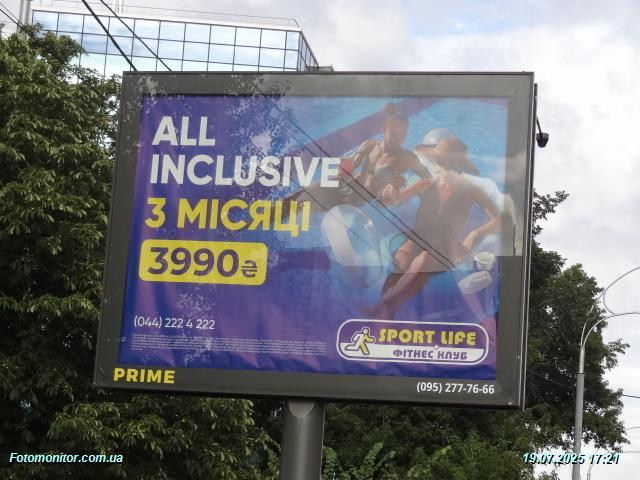 ALL
INCLUSIVE
3 МІСЯЦІ
3990₴
(044) 222 4 222
SPORT LIFE
ФІТНЕС КЛУБ
PRIME
(095) 277-76-66
Fotomonitor.com.ua
19.07.2025 17:21